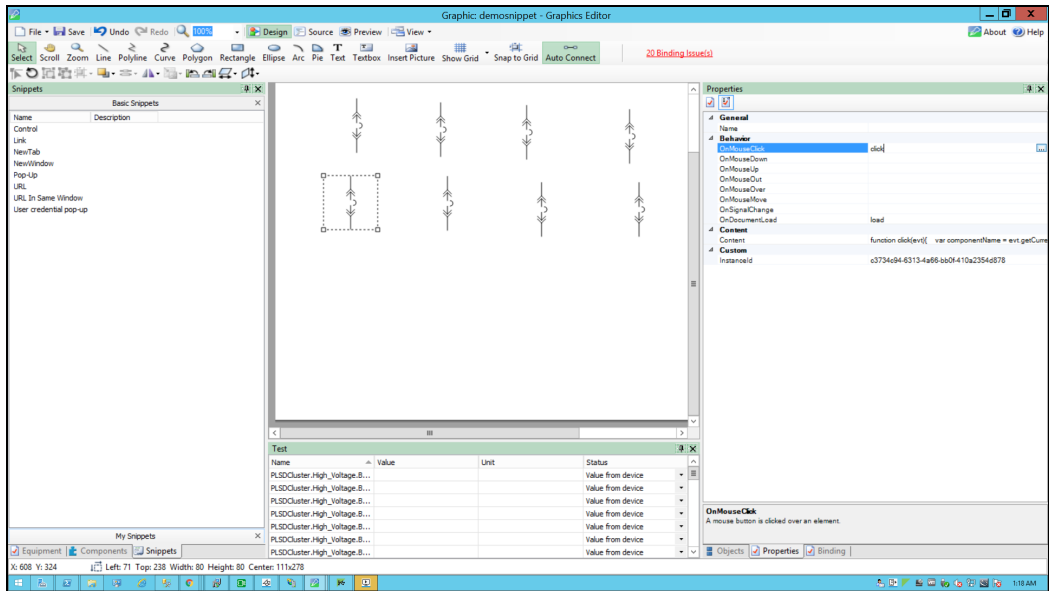 Graphic: demosnippet - Graphics Editor
File Save Undo Redo 100% Design Source Preview View About Help
Select Scroll Zoom Line Polyline Curve Polygon Rectangle Ellipse Arc Pie Text Textbox Insert Picture Show Grid Snap to Grid Auto Connect 20 Binding Issue(s)
Snippets
Basic Snippets
Name Description
Control
Link
NewTab
NewWindow
Pop-Up
URL
URL In Same Window
User credential pop-up
My Snippets
Equipment Components Snippets
Test
Name Value Unit Status
PLSDCluster.High_Voltage.B... Value from device
PLSDCluster.High_Voltage.B... Value from device
PLSDCluster.High_Voltage.B... Value from device
PLSDCluster.High_Voltage.B... Value from device
PLSDCluster.High_Voltage.B... Value from device
PLSDCluster.High_Voltage.B... Value from device
PLSDCluster.High_Voltage.B... Value from device
Properties
General
Name
Behavior
OnMouseClick click ...
OnMouseDown
OnMouseUp
OnMouseOut
OnMouseOver
OnMouseMove
OnSignalChange
OnDocumentLoad load
Content
Content function click(evt){ var componentName = evt.getCurre
Custom
InstanceId c3734c94-6313-4a66-bb0f-410a2354d878
OnMouseClick
A mouse button is clicked over an element.
Objects Properties Binding
X: 608 Y: 324 Left: 71 Top: 238 Width: 80 Height: 80 Center: 111x278
1:18 AM